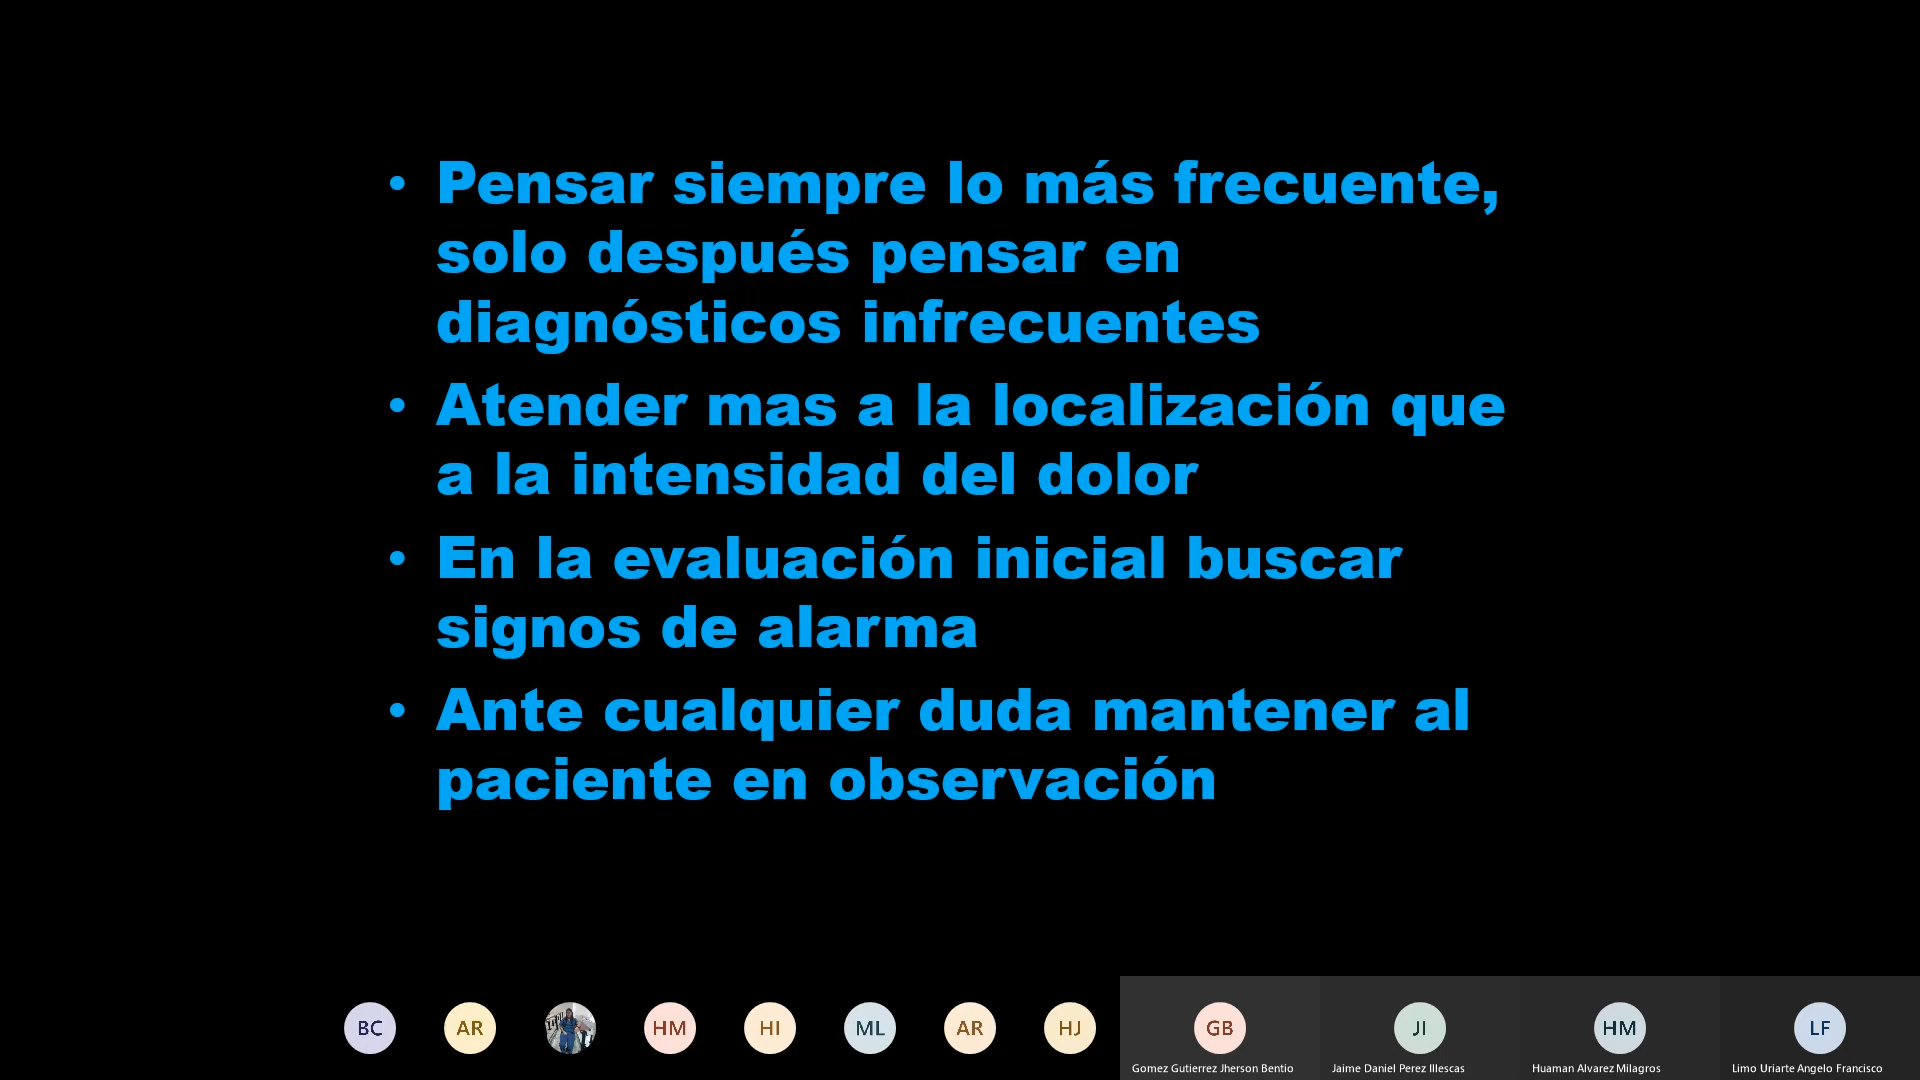 • Pensar siempre lo más frecuente,
solo después pensar en
diagnósticos infrecuentes
• Atender mas a la localización que
a la intensidad del dolor
• En la evaluación inicial buscar
signos de alarma
• Ante cualquier duda mantener al
paciente en observación
BC AR HM HI ML AR HJ GB JI HM LF
Gomez Gutierrez Jherson Bentio Jaime Daniel Perez Illescas Huaman Alvarez Milagros Limo Uriarte Angelo Francisco